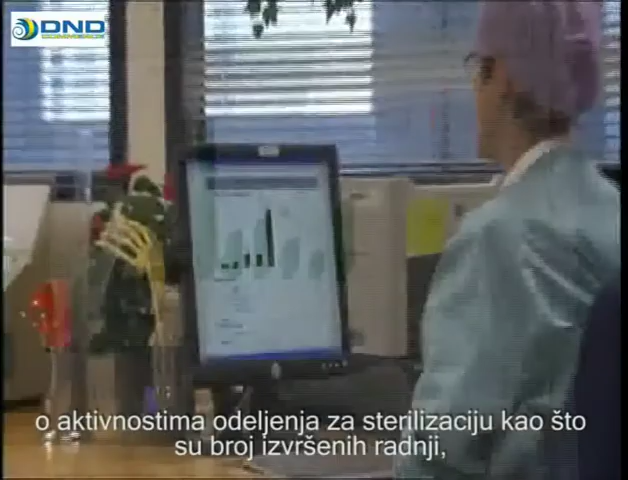 DND
o aktivnostima odeljenja za sterilizaciju kao što
su broj izvršenih radnji,